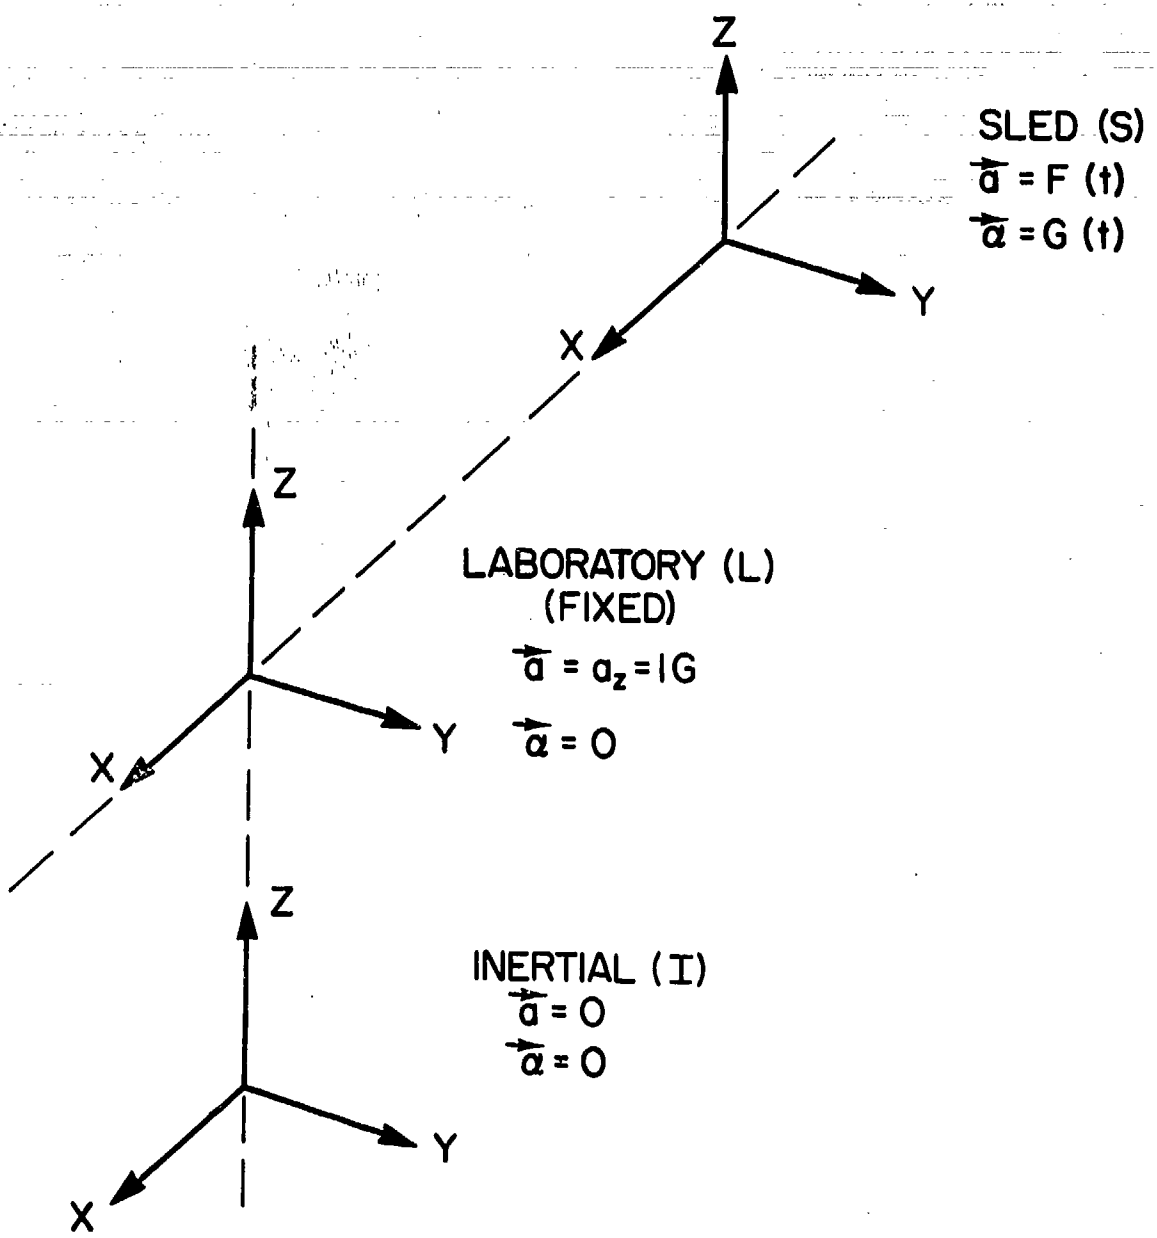 Z
SLED (S)
a⃗ = F (t)
α⃗ = G (t)
Y
X
Z
LABORATORY (L)
(FIXED)
a⃗ = a_z = 1G
Y
α⃗ = 0
X
Z
INERTIAL (I)
a⃗ = 0
α⃗ = 0
Y
X